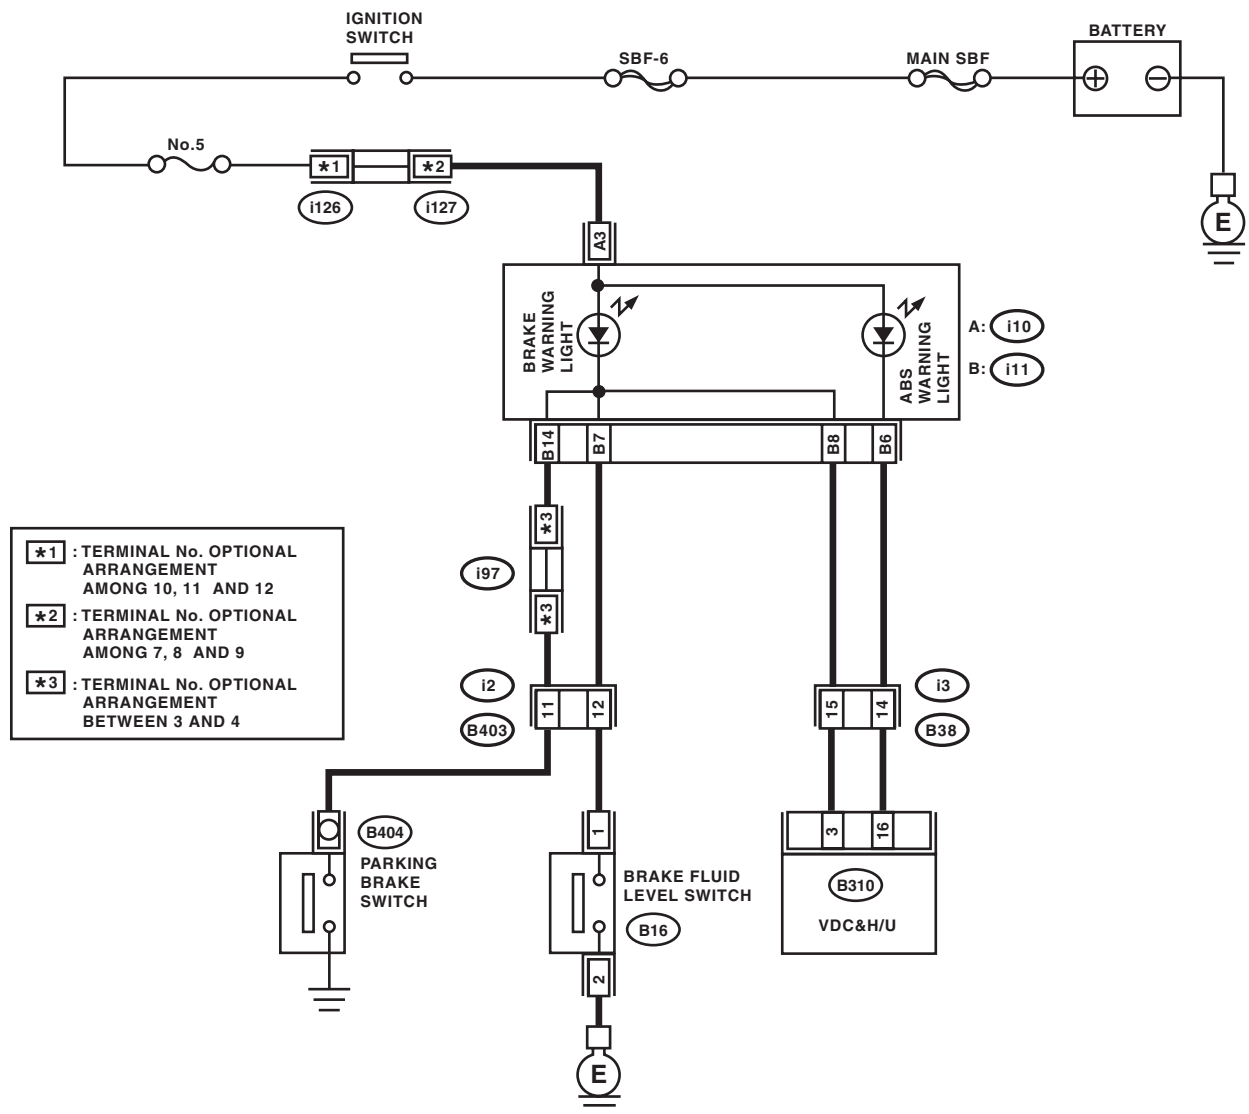 IGNITION
SWITCH
SBF-6
MAIN SBF
BATTERY
No.5
*1
*2
i126
i127
E
A3
BRAKE
WARNING
LIGHT
ABS
WARNING
LIGHT
A: i10
B: i11
B14
B7
B8
B6
*3
i97
*3
*1 : TERMINAL No. OPTIONAL
ARRANGEMENT
AMONG 10, 11 AND 12
*2 : TERMINAL No. OPTIONAL
ARRANGEMENT
AMONG 7, 8 AND 9
*3 : TERMINAL No. OPTIONAL
ARRANGEMENT
BETWEEN 3 AND 4
i2
11
12
B403
15
14
i3
B38
B404
PARKING
BRAKE
SWITCH
1
BRAKE FLUID
LEVEL SWITCH
B16
2
E
3
16
B310
VDC&H/U